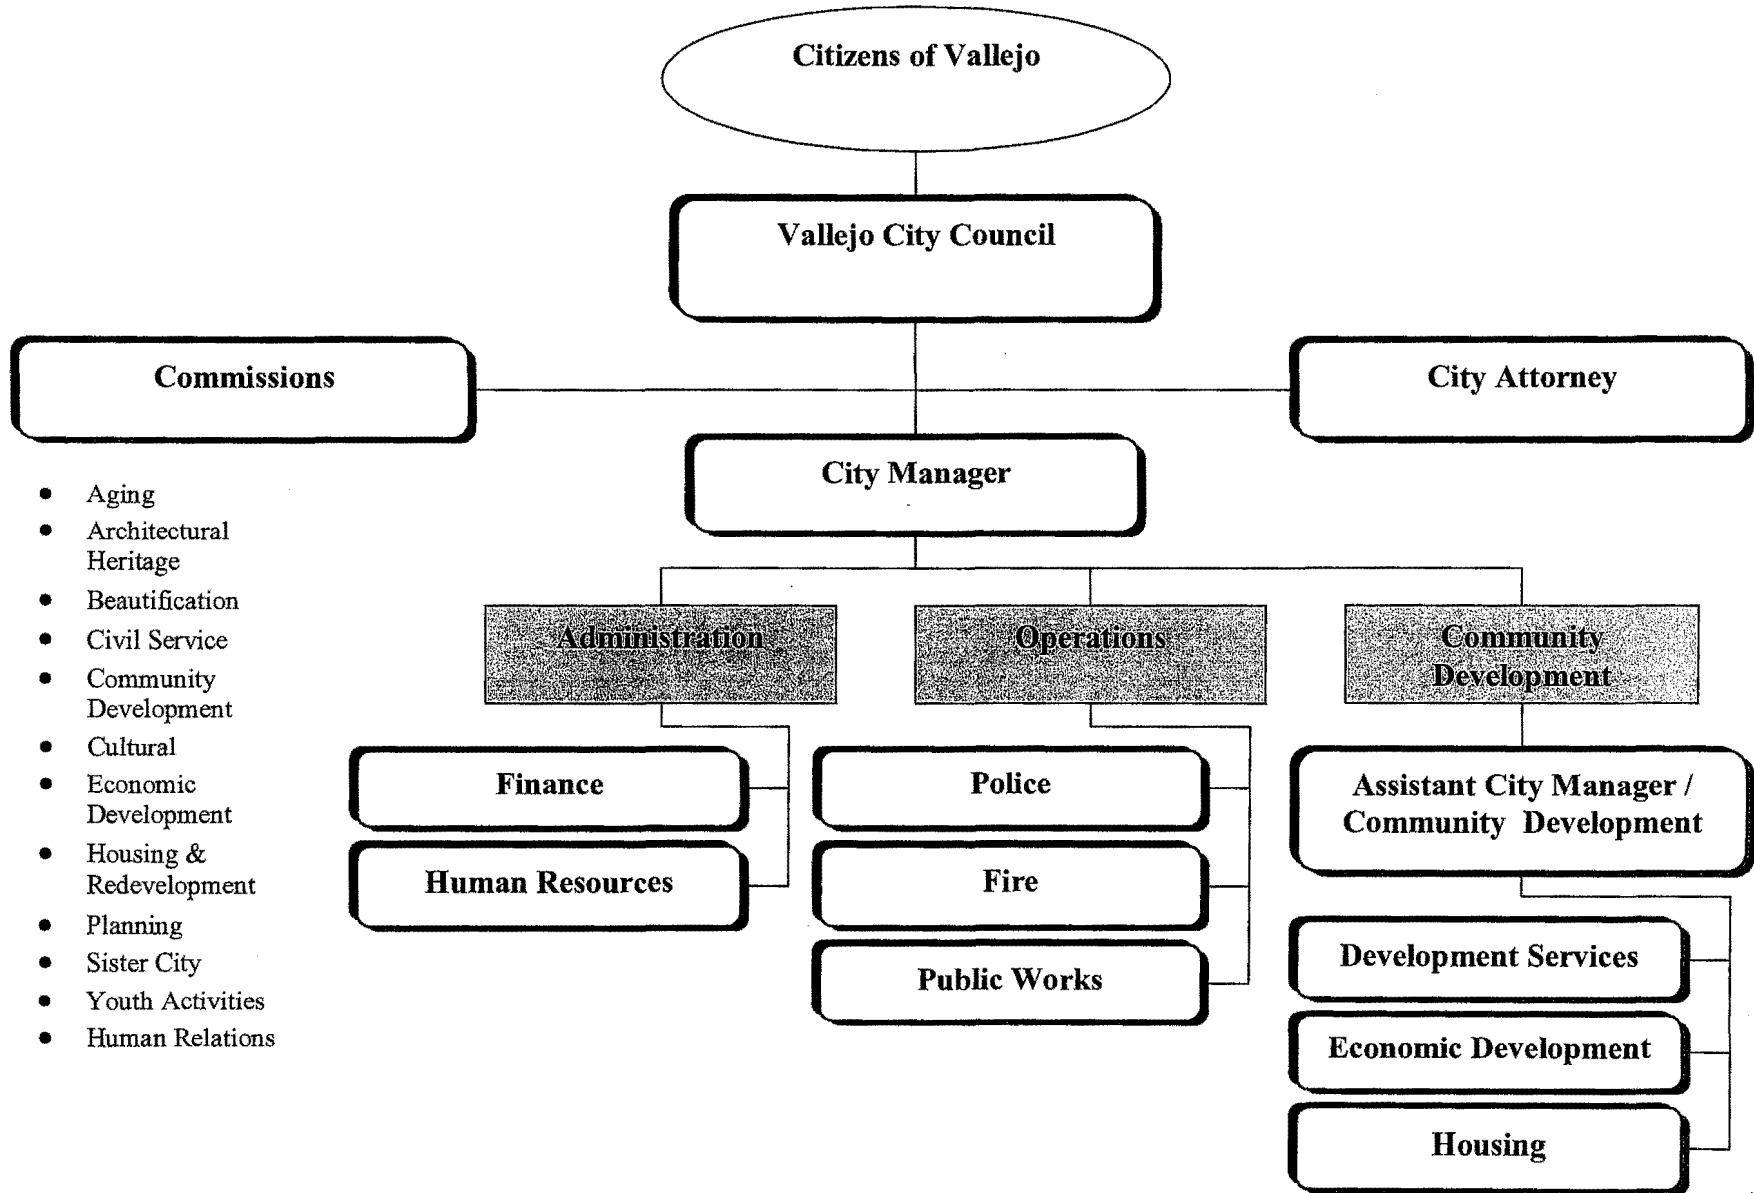 Citizens of Vallejo
Vallejo City Council
Commissions
City Attorney
City Manager
Aging
Architectural
Heritage
Beautification
Civil Service
Community
Development
Cultural
Economic
Development
Housing &
Redevelopment
Planning
Sister City
Youth Activities
Human Relations
Administration
Operations
Community
Development
Finance
Human Resources
Police
Fire
Public Works
Assistant City Manager /
Community Development
Development Services
Economic Development
Housing